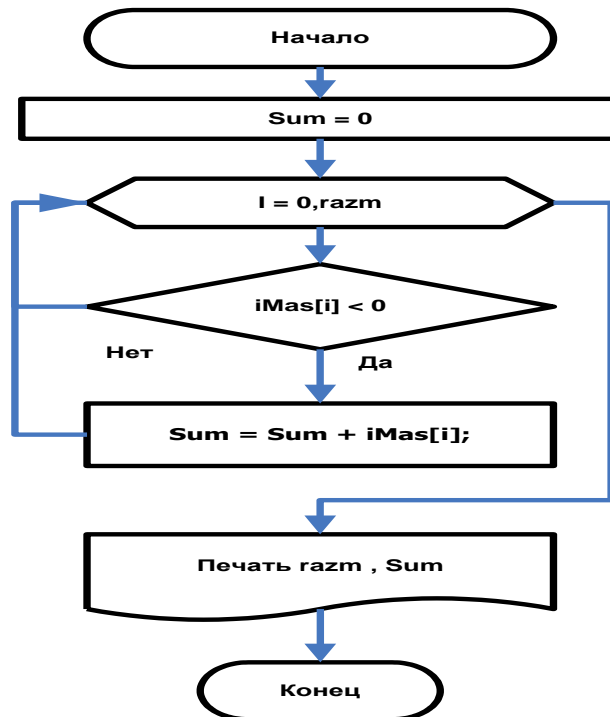 Начало
Sum = 0
I = 0,razm
iMas[i] < 0
Нет
Да
Sum = Sum + iMas[i];
Печать razm , Sum
Конец